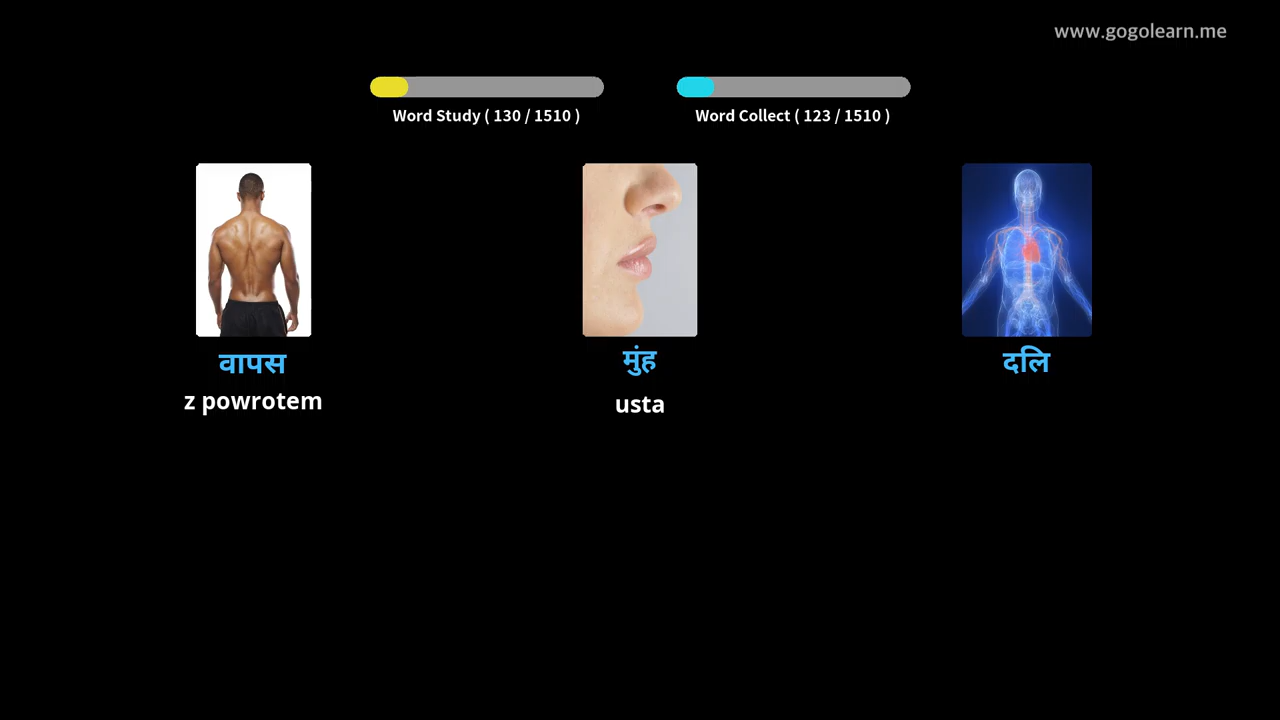 www.gogolearn.me
Word Study ( 130 / 1510 )
Word Collect ( 123 / 1510 )
वापस
मुंह
दलि
z powrotem
usta